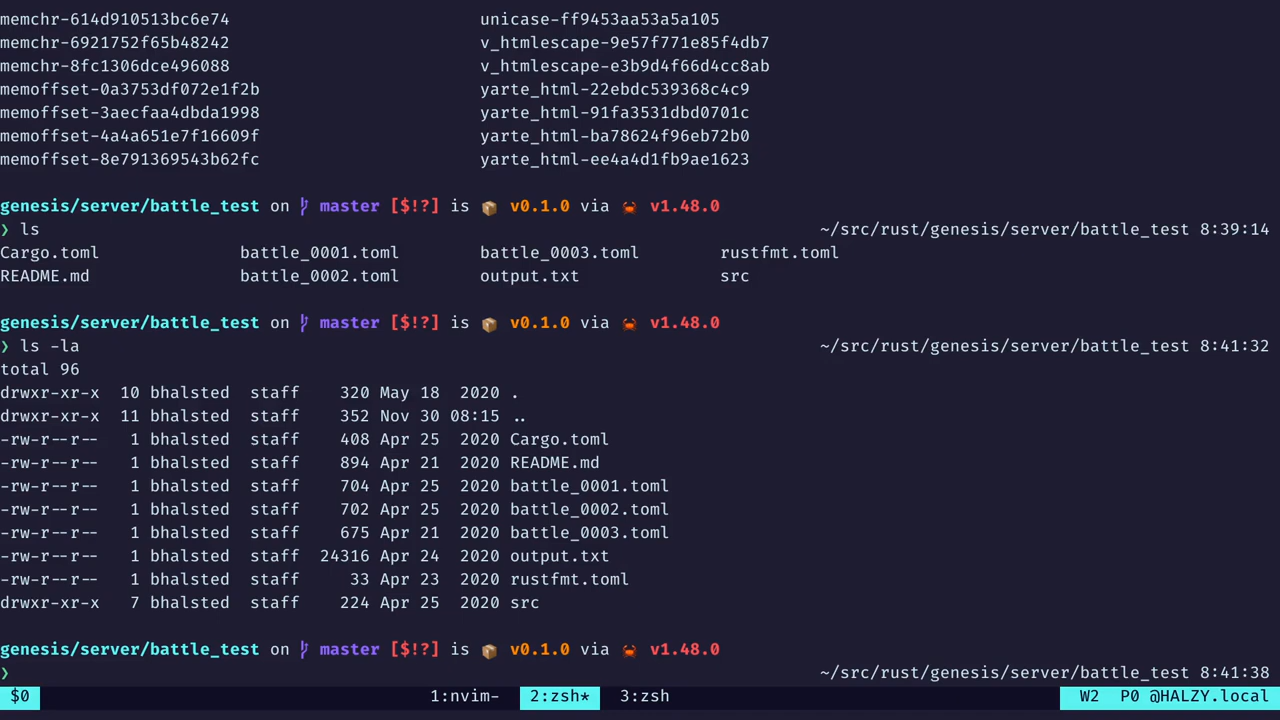 memchr-614d910513bc6e74 unicase-ff9453aa53a5a105
memchr-6921752f65b48242 v_htmlescape-9e57f771e85f4db7
memchr-8fc1306dce496088 v_htmlescape-e3b9d4f66d4cc8ab
memoffset-0a3753df072e1f2b yarte_html-22ebdc539368c4c9
memoffset-3aecfaa4dbda1998 yarte_html-91fa3531dbd0701c
memoffset-4a4a651e7f16609f yarte_html-ba78624f96eb72b0
memoffset-8e791369543b62fc yarte_html-ee4a4d1fb9ae1623
genesis/server/battle_test on master [$!?] is 📦 v0.1.0 via 🦀 v1.48.0
❯ ls ~/src/rust/genesis/server/battle_test 8:39:14
Cargo.toml battle_0001.toml battle_0003.toml rustfmt.toml
README.md battle_0002.toml output.txt src
genesis/server/battle_test on master [$!?] is 📦 v0.1.0 via 🦀 v1.48.0
❯ ls -la ~/src/rust/genesis/server/battle_test 8:41:32
total 96
drwxr-xr-x 10 bhalsted staff 320 May 18 2020 .
drwxr-xr-x 11 bhalsted staff 352 Nov 30 08:15 ..
-rw-r--r-- 1 bhalsted staff 408 Apr 25 2020 Cargo.toml
-rw-r--r-- 1 bhalsted staff 894 Apr 21 2020 README.md
-rw-r--r-- 1 bhalsted staff 704 Apr 25 2020 battle_0001.toml
-rw-r--r-- 1 bhalsted staff 702 Apr 25 2020 battle_0002.toml
-rw-r--r-- 1 bhalsted staff 675 Apr 21 2020 battle_0003.toml
-rw-r--r-- 1 bhalsted staff 24316 Apr 24 2020 output.txt
-rw-r--r-- 1 bhalsted staff 33 Apr 23 2020 rustfmt.toml
drwxr-xr-x 7 bhalsted staff 224 Apr 25 2020 src
genesis/server/battle_test on master [$!?] is 📦 v0.1.0 via 🦀 v1.48.0
❯ ~/src/rust/genesis/server/battle_test 8:41:38
$0 1:nvim- 2:zsh* 3:zsh W2 P0 @HALZY.local